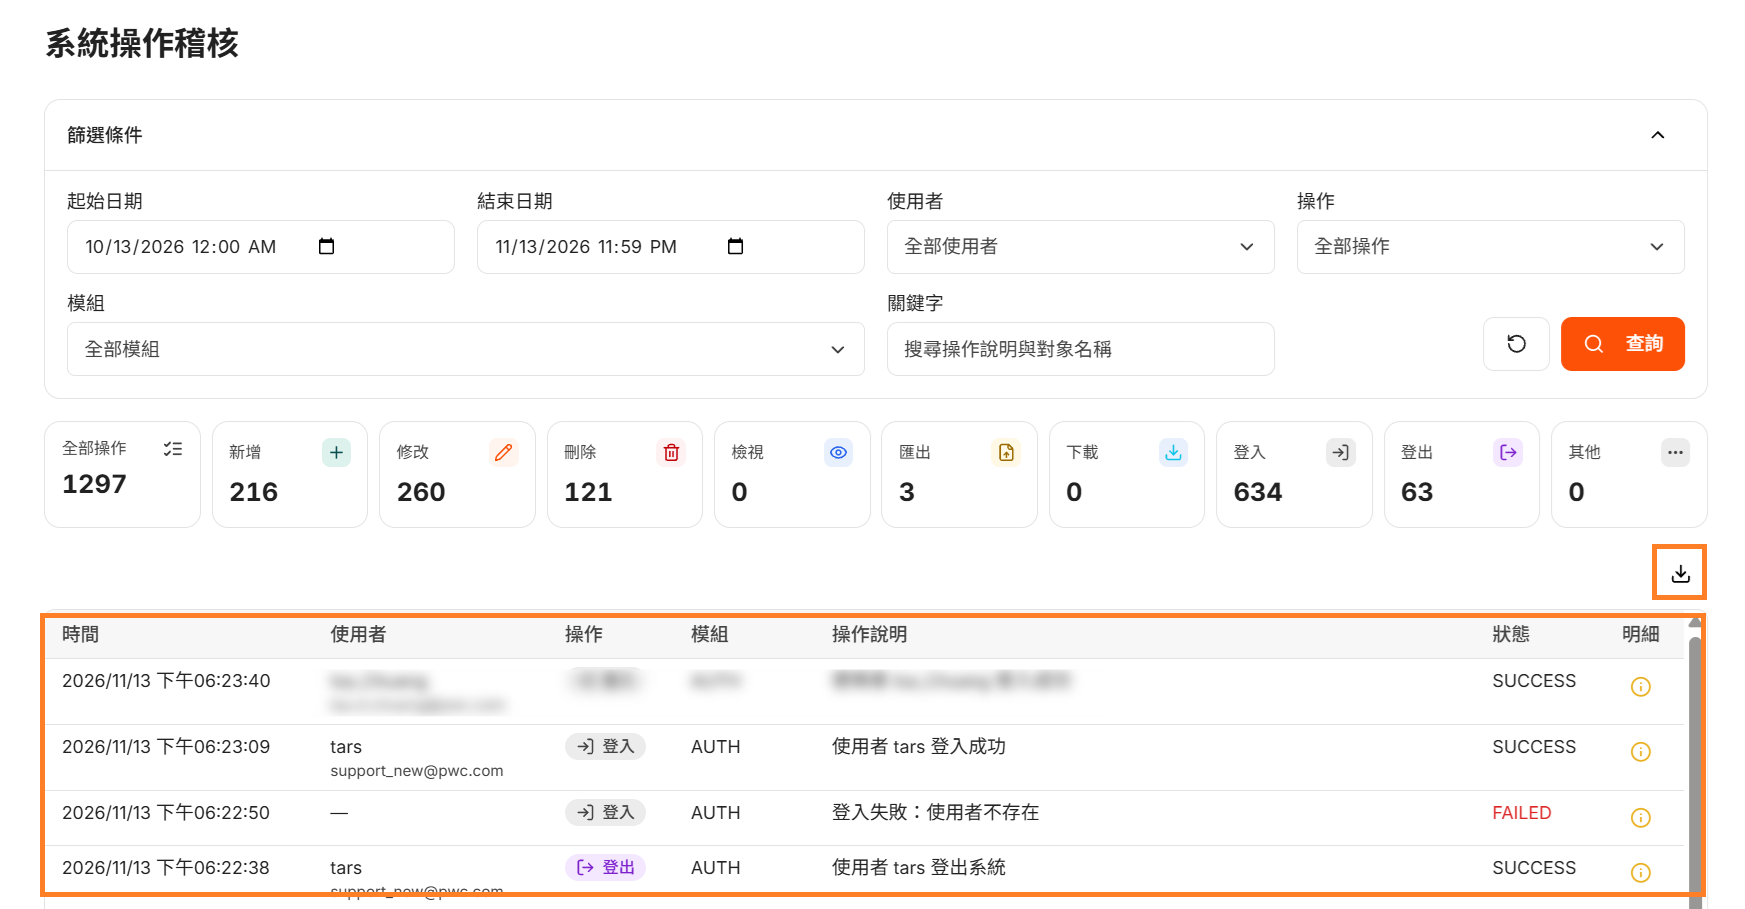 系統操作稽核
篩選條件
起始日期 結束日期 使用者 操作
10/13/2026 12:00 AM 11/13/2026 11:59 PM 全部使用者 全部操作
模組 關鍵字
全部模組 搜尋操作說明與對象名稱 查詢
全部操作 新增 修改 刪除 檢視 匯出 下載 登入 登出 其他
1297 216 260 121 0 3 0 634 63 0
時間 使用者 操作 模組 操作說明 狀態 明細
2026/11/13 下午06:23:40 SUCCESS
2026/11/13 下午06:23:09 tars 登入 AUTH 使用者 tars 登入成功 SUCCESS
support_new@pwc.com
2026/11/13 下午06:22:50 — 登入 AUTH 登入失敗：使用者不存在 FAILED
2026/11/13 下午06:22:38 tars 登出 AUTH 使用者 tars 登出系統 SUCCESS
support_new@pwc.com